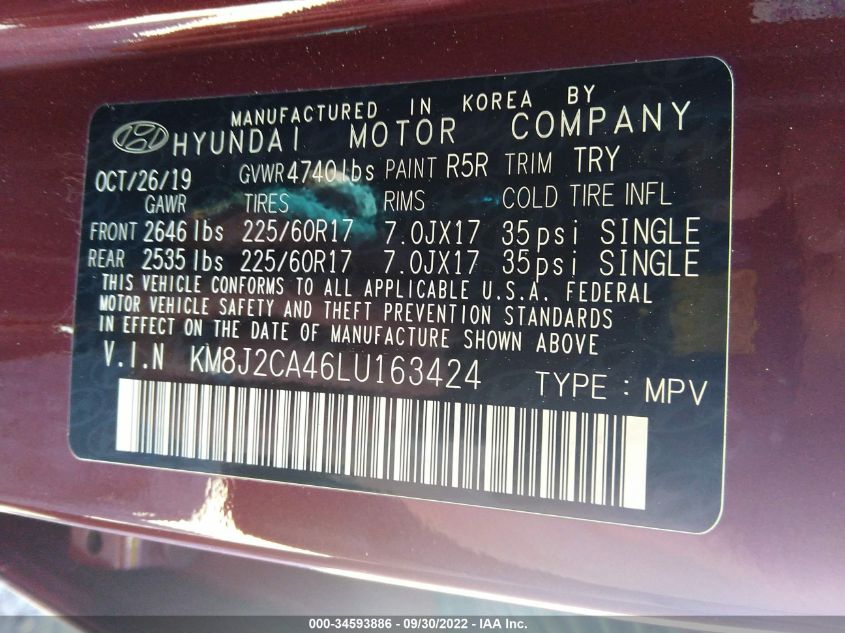 MANUFACTURED IN KOREA BY
HYUNDAI MOTOR COMPANY
OCT/26/19 GVWR 4740 lbs PAINT R5R TRIM TRY
GAWR TIRES RIMS COLD TIRE INFL
FRONT 2646 lbs 225/60R17 7.0JX17 35psi SINGLE
REAR 2535 lbs 225/60R17 7.0JX17 35psi SINGLE
THIS VEHICLE CONFORMS TO ALL APPLICABLE U.S.A. FEDERAL
MOTOR VEHICLE SAFETY AND THEFT PREVENTION STANDARDS
IN EFFECT ON THE DATE OF MANUFACTURE SHOWN ABOVE
V.I.N KM8J2CA46LU163424 TYPE : MPV
000-34593886 - 09/30/2022 - IAA Inc.